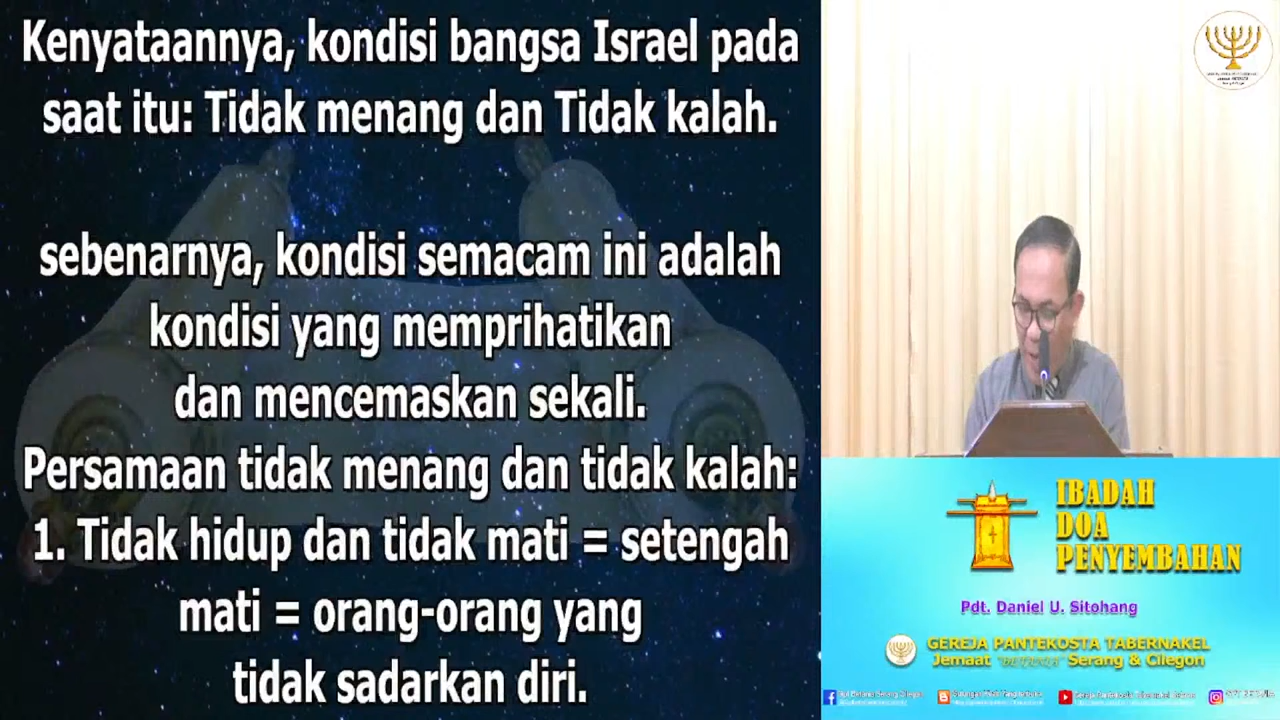 Kenyataannya, kondisi bangsa Israel pada
saat itu: Tidak menang dan Tidak kalah.
sebenarnya, kondisi semacam ini adalah
kondisi yang memprihatikan
dan mencemaskan sekali.
Persamaan tidak menang dan tidak kalah:
1. Tidak hidup dan tidak mati = setengah
mati = orang-orang yang
tidak sadarkan diri.
IBADAH
DOA
PENYEMBAHAN
Pdt. Daniel U. Sitohang
GEREJA PANTEKOSTA TABERNAKEL
Jemaat "BETANIA" Serang & Cilegon